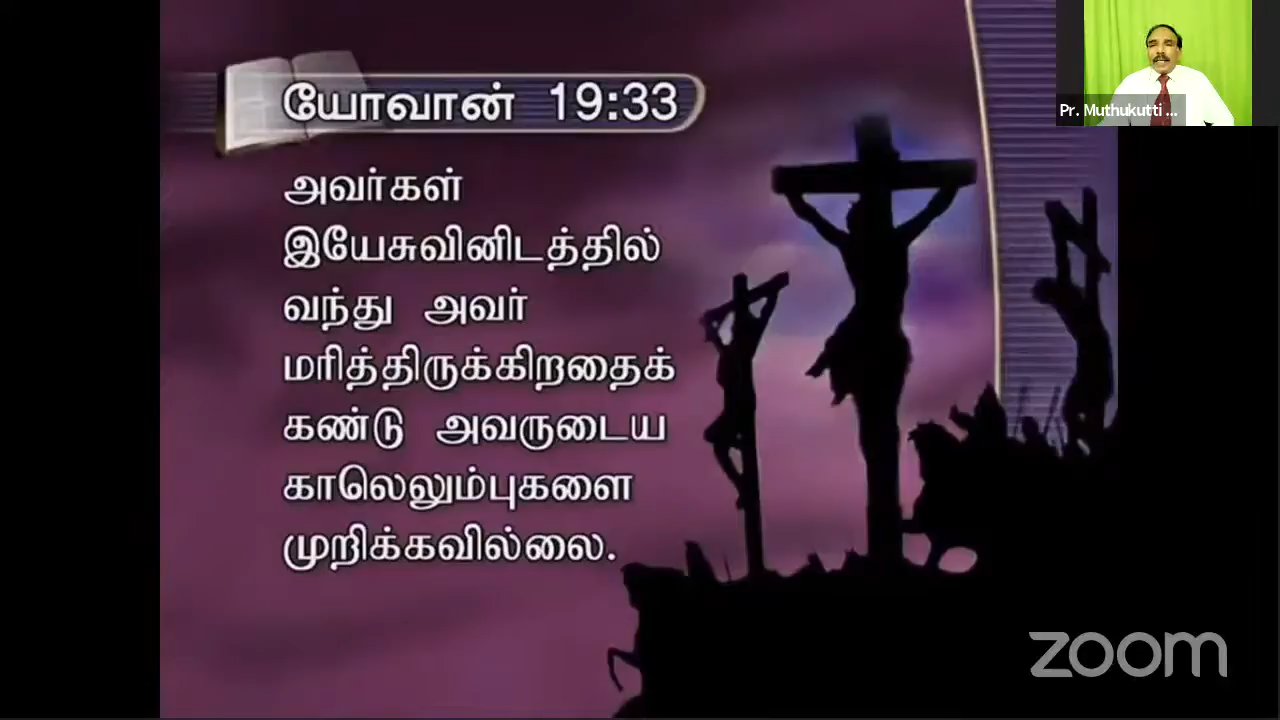 யோவான் 19:33
அவர்கள்
இயேசுவினிடத்தில்
வந்து அவர்
மரித்திருக்கிறதைக்
கண்டு அவருடைய
காலெலும்புகளை
முறிக்கவில்லை.
Pr. Muthukutti ...
zoom